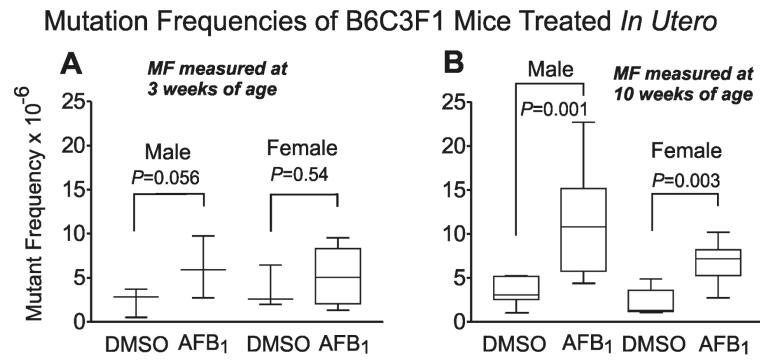 Mutation Frequencies of B6C3F1 Mice Treated In Utero
A
MF measured at
3 weeks of age
Mutant Frequency x 10-6
25
20
15
10
5
0
Male
P=0.056
Female
P=0.54
DMSO AFB1 DMSO AFB1
B
Male
MF measured at
10 weeks of age
P=0.001
25
20
15
10
5
0
Female
P=0.003
DMSO AFB1 DMSO AFB1